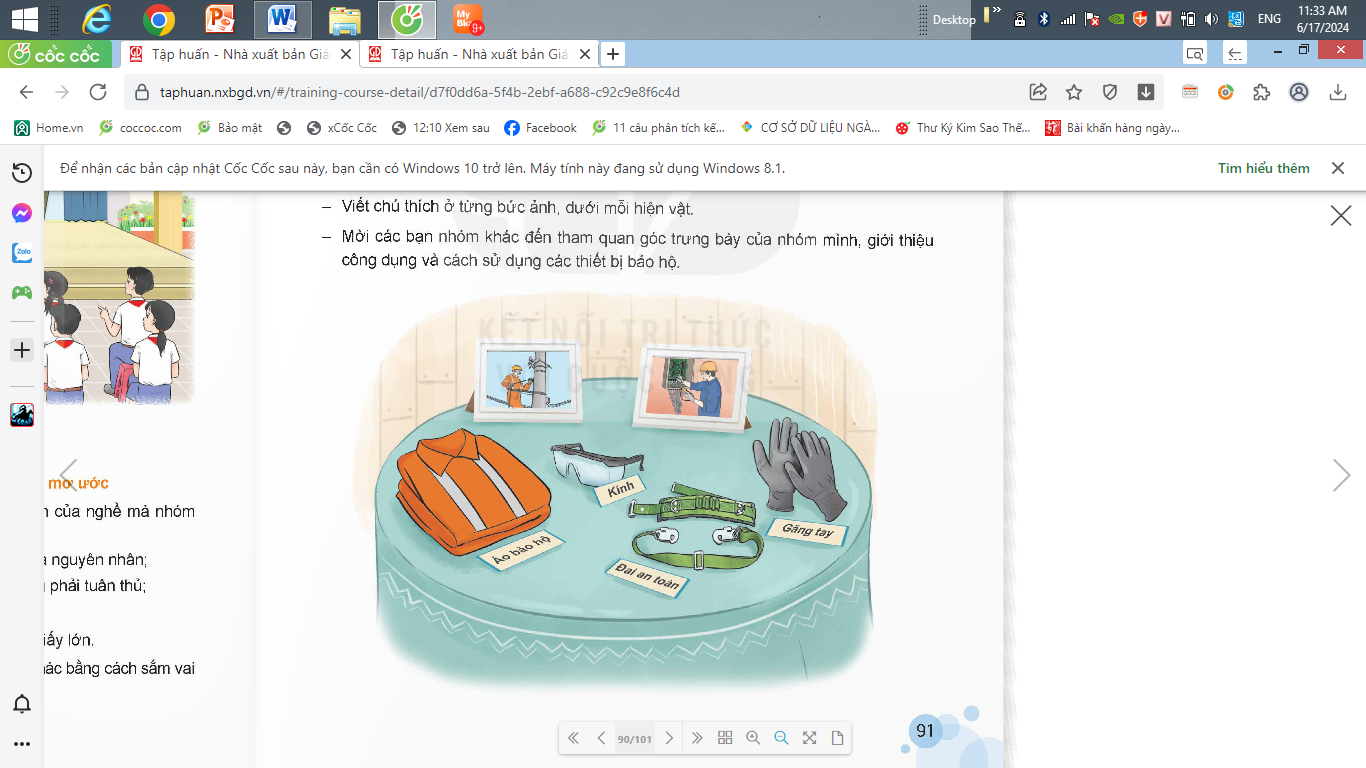 Desktop
ENG
11:33 AM
6/17/2024
cốc cốc
Tập huấn - Nhà xuất bản Giá
Tập huấn - Nhà xuất bản Giá
taphuan.nxbgd.vn/#/training-course-detail/d7f0dd6a-5f4b-2ebf-a688-c92c9e8f6c4d
Home.vn
coccoc.com
Bảo mật
xCốc Cốc
12:10 Xem sau
Facebook
11 câu phân tích kế...
CƠ SỞ DỮ LIỆU NGÀ...
Thư Ký Kim Sao Thế...
Bài khấn hàng ngày...
Để nhận các bản cập nhật Cốc Cốc sau này, bạn cần có Windows 10 trở lên. Máy tính này đang sử dụng Windows 8.1.
Tìm hiểu thêm
– Viết chú thích ở từng bức ảnh, dưới mỗi hiện vật.
– Mời các bạn nhóm khác đến tham quan góc trưng bày của nhóm mình, giới thiệu
công dụng và cách sử dụng các thiết bị bảo hộ.
KẾT NỐI TRI THỨC
Kính
Găng tay
Áo bảo hộ
Đai an toàn
mơ ước
của nghề mà nhóm
nguyên nhân;
phải tuân thủ;
giấy lớn.
bằng cách sắm vai
90/101
91